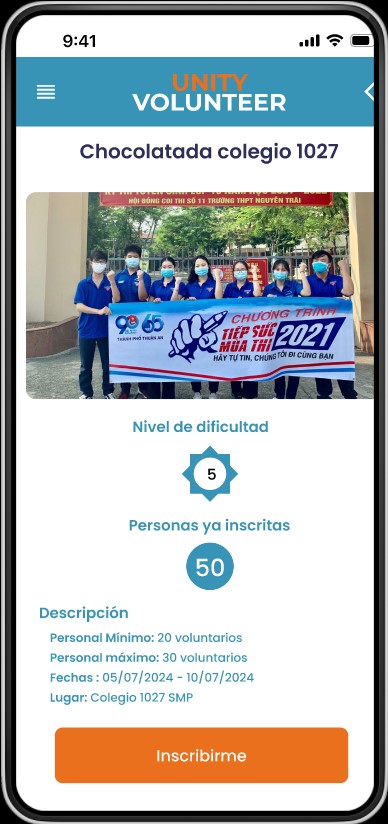 9:41
UNITY
VOLUNTEER
Chocolatada colegio 1027
HỘI ĐỒNG COI THI SỐ 11 TRƯỜNG THPT NGUYỄN TRÃI
90 65
THÀNH PHỐ THUẬN AN
CHƯƠNG TRÌNH
TIẾP SỨC
MÙA THI 2021
HÃY TỰ TIN, CHÚNG TÔI ĐI CÙNG BẠN
Nivel de dificultad
5
Personas ya inscritas
50
Descripción
Personal Mínimo: 20 voluntarios
Personal máximo: 30 voluntarios
Fechas : 05/07/2024 - 10/07/2024
Lugar: Colegio 1027 SMP
Inscribirme